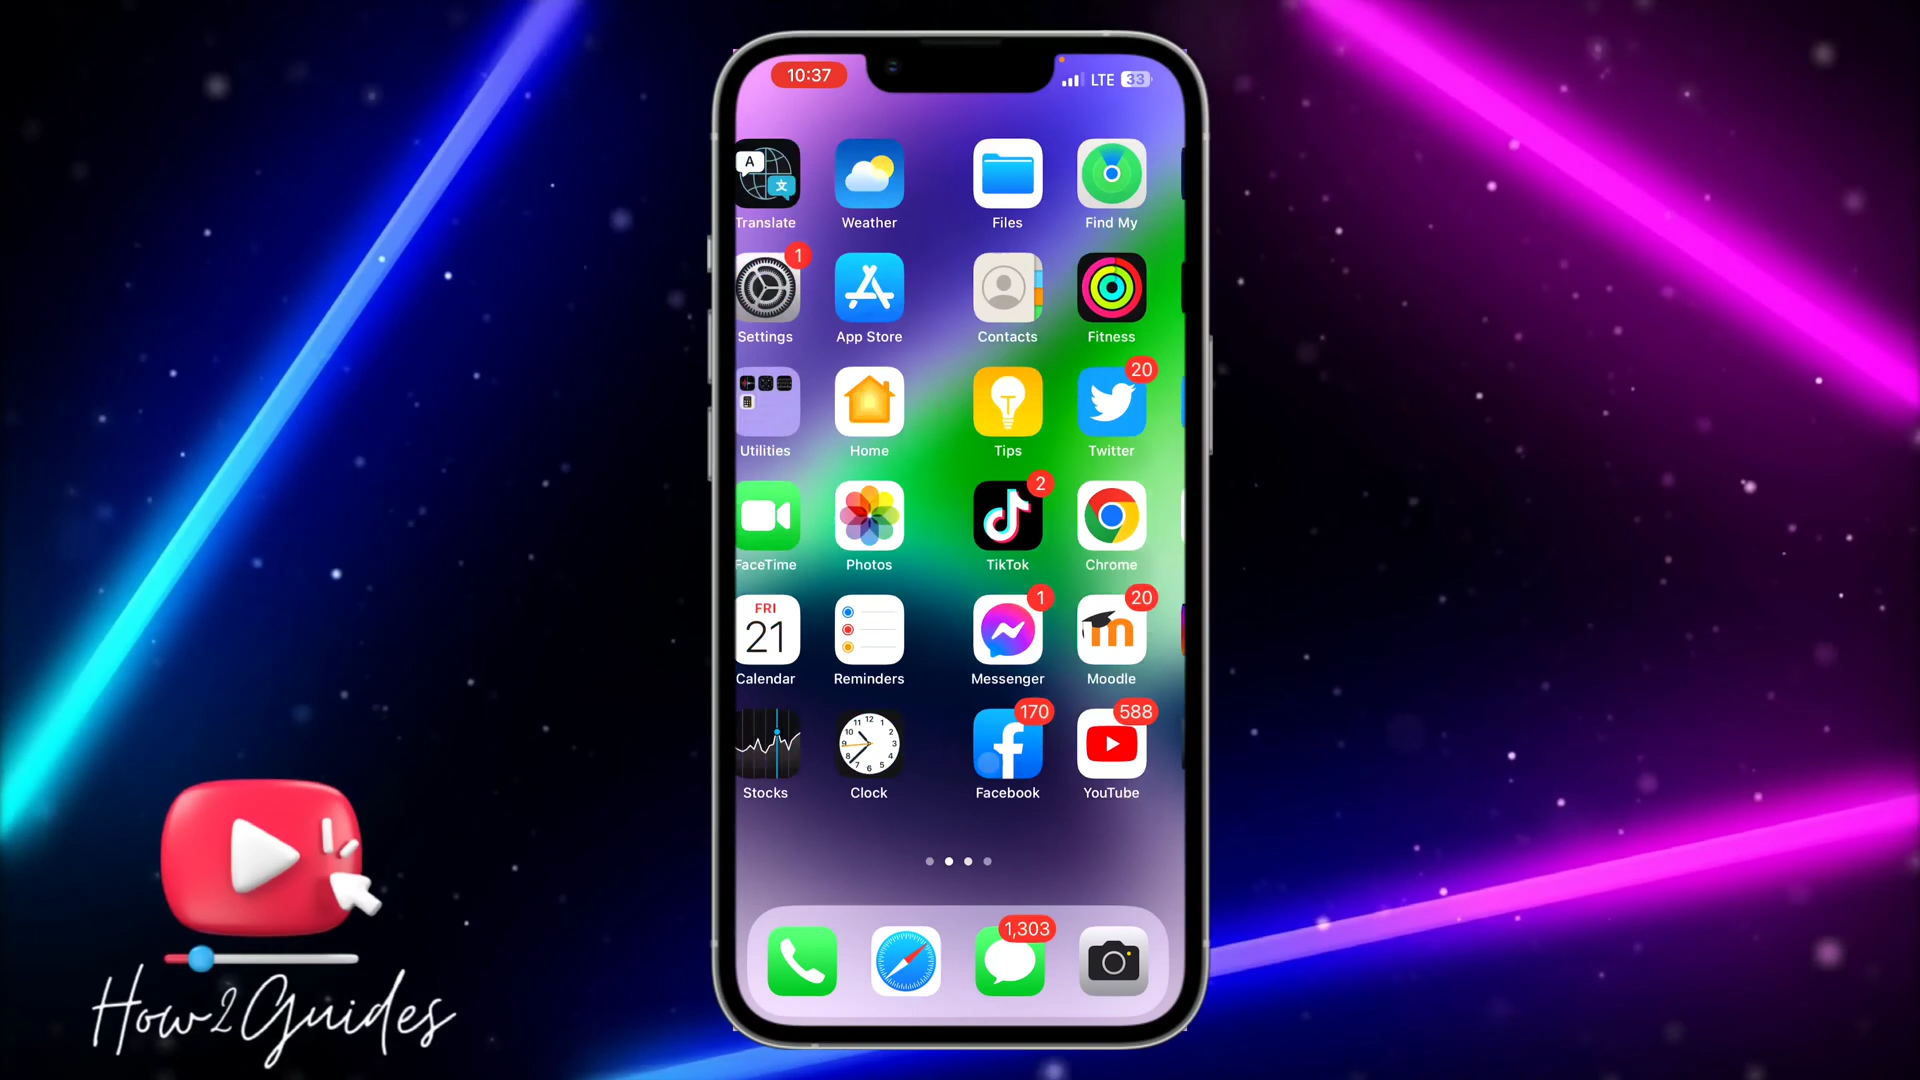 10:37
LTE 33
Translate Weather Files Find My
1
Settings App Store Contacts Fitness
20
Utilities Home Tips Twitter
2
FaceTime Photos TikTok Chrome
FRI
21
1
20
Calendar Reminders Messenger Moodle
170
588
Stocks Clock Facebook YouTube
1,303
How2Guides